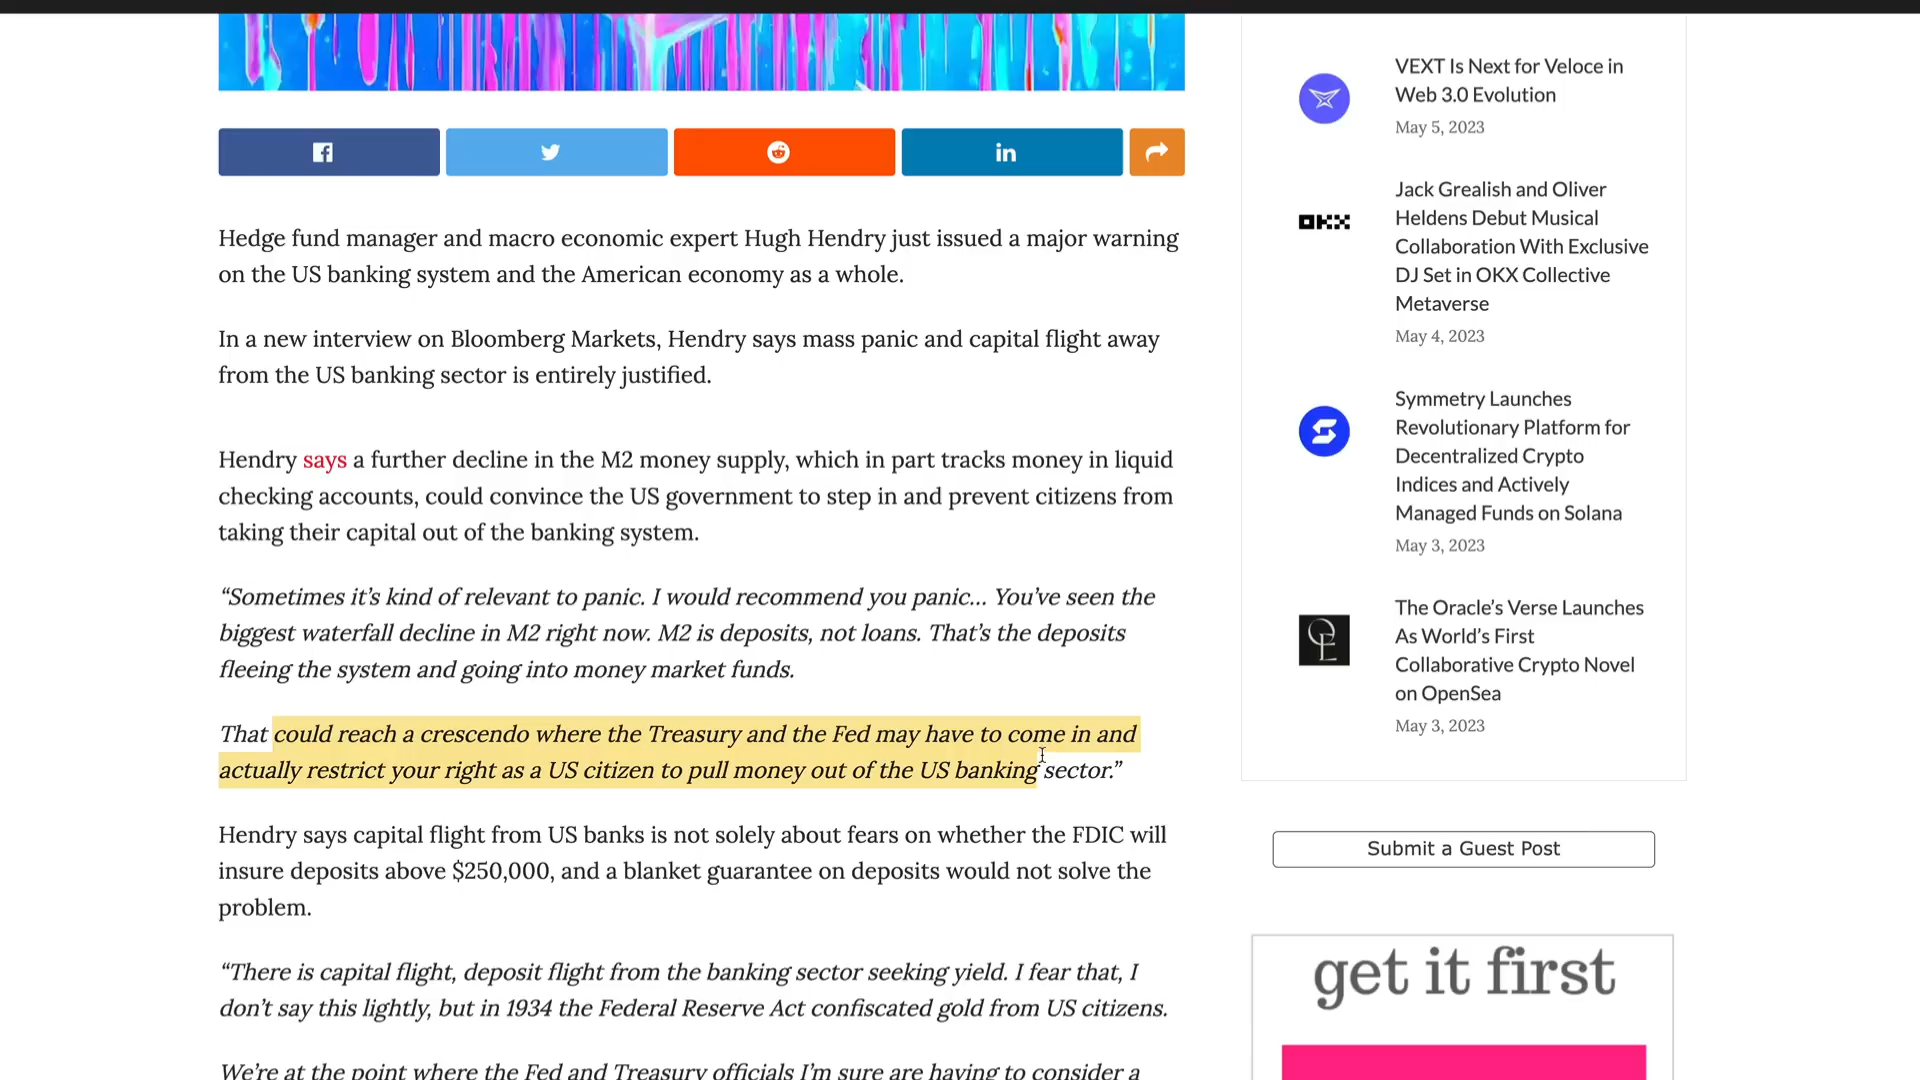 Hedge fund manager and macro economic expert Hugh Hendry just issued a major warning
on the US banking system and the American economy as a whole.
In a new interview on Bloomberg Markets, Hendry says mass panic and capital flight away
from the US banking sector is entirely justified.
Hendry says a further decline in the M2 money supply, which in part tracks money in liquid
checking accounts, could convince the US government to step in and prevent citizens from
taking their capital out of the banking system.
“Sometimes it’s kind of relevant to panic. I would recommend you panic… You’ve seen the
biggest waterfall decline in M2 right now. M2 is deposits, not loans. That’s the deposits
fleeing the system and going into money market funds.
That could reach a crescendo where the Treasury and the Fed may have to come in and
actually restrict your right as a US citizen to pull money out of the US banking sector.”
Hendry says capital flight from US banks is not solely about fears on whether the FDIC will
insure deposits above $250,000, and a blanket guarantee on deposits would not solve the
problem.
“There is capital flight, deposit flight from the banking sector seeking yield. I fear that, I
don’t say this lightly, but in 1934 the Federal Reserve Act confiscated gold from US citizens.
We’re at the point where the Fed and Treasury officials I’m sure are having to consider a
VEXT Is Next for Veloce in
Web 3.0 Evolution
May 5, 2023
OKX
Jack Grealish and Oliver
Heldens Debut Musical
Collaboration With Exclusive
DJ Set in OKX Collective
Metaverse
May 4, 2023
Symmetry Launches
Revolutionary Platform for
Decentralized Crypto
Indices and Actively
Managed Funds on Solana
May 3, 2023
The Oracle’s Verse Launches
As World’s First
Collaborative Crypto Novel
on OpenSea
May 3, 2023
Submit a Guest Post
get it first